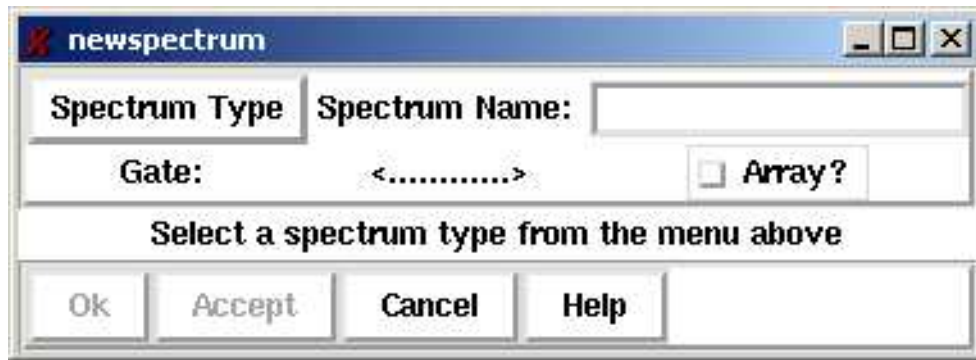 newspectrum
Spectrum Type Spectrum Name:
Gate: <............> Array?
Select a spectrum type from the menu above
Ok Accept Cancel Help